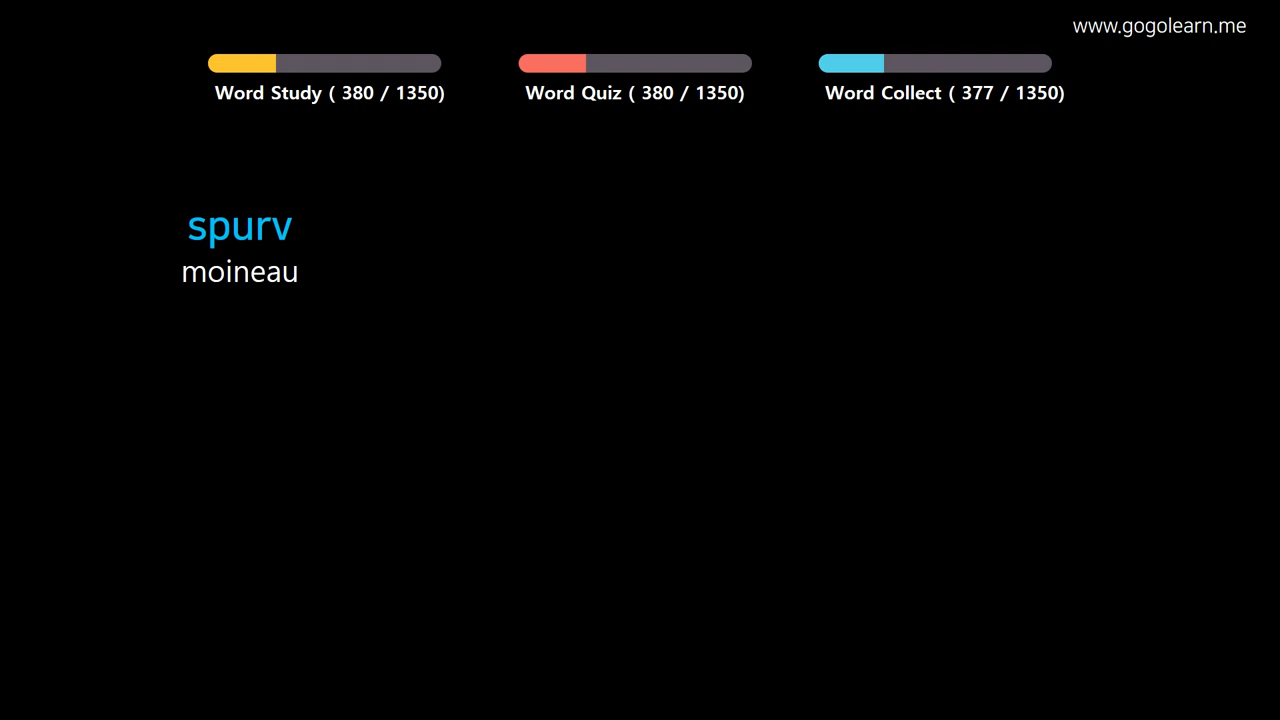 www.gogolearn.me
Word Study ( 380 / 1350)
Word Quiz ( 380 / 1350)
Word Collect ( 377 / 1350)
spurv
moineau